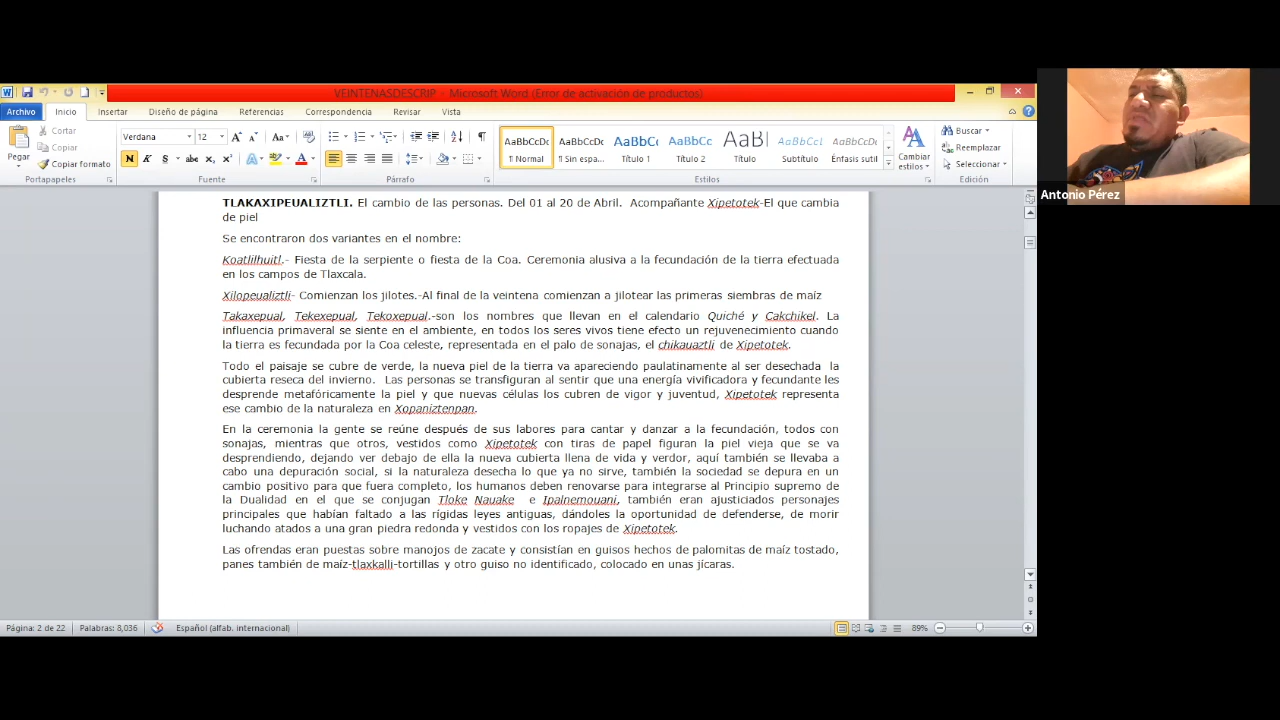 VEINTENASDESCRIP - Microsoft Word (Error de activación de productos)
Archivo Inicio Insertar Diseño de página Referencias Correspondencia Revisar Vista
Pegar
Cortar
Copiar
Copiar formato
Portapapeles
Verdana 12
N K S abc x₂ x²
Fuente
Párrafo
AaBbCcDc AaBbCcDc AaBbC( AaBbCc AaBl AaBbCcl AaBbCcDc
¶ Normal ¶ Sin espa... Título 1 Título 2 Título Subtítulo Énfasis sutil
Cambiar
estilos
Estilos
Buscar
Reemplazar
Seleccionar
Edición
Antonio Pérez
TLAKAXIPEUALIZTLI. El cambio de las personas. Del 01 al 20 de Abril. Acompañante Xipetotek-El que cambia
de piel
Se encontraron dos variantes en el nombre:
Koatlilhuitl.- Fiesta de la serpiente o fiesta de la Coa. Ceremonia alusiva a la fecundación de la tierra efectuada
en los campos de Tlaxcala.
Xilopeualiztli- Comienzan los jilotes.-Al final de la veintena comienzan a jilotear las primeras siembras de maíz
Takaxepual, Tekexepual, Tekoxepual.-son los nombres que llevan en el calendario Quiché y Cakchikel. La
influencia primaveral se siente en el ambiente, en todos los seres vivos tiene efecto un rejuvenecimiento cuando
la tierra es fecundada por la Coa celeste, representada en el palo de sonajas, el chikauaztli de Xipetotek.
Todo el paisaje se cubre de verde, la nueva piel de la tierra va apareciendo paulatinamente al ser desechada la
cubierta reseca del invierno. Las personas se transfiguran al sentir que una energía vivificadora y fecundante les
desprende metafóricamente la piel y que nuevas células los cubren de vigor y juventud, Xipetotek representa
ese cambio de la naturaleza en Xopaniztenpan.
En la ceremonia la gente se reúne después de sus labores para cantar y danzar a la fecundación, todos con
sonajas, mientras que otros, vestidos como Xipetotek con tiras de papel figuran la piel vieja que se va
desprendiendo, dejando ver debajo de ella la nueva cubierta llena de vida y verdor, aquí también se llevaba a
cabo una depuración social, si la naturaleza desecha lo que ya no sirve, también la sociedad se depura en un
cambio positivo para que fuera completo, los humanos deben renovarse para integrarse al Principio supremo de
la Dualidad en el que se conjugan Tloke Nauake e Ipalnemouani, también eran ajusticiados personajes
principales que habían faltado a las rígidas leyes antiguas, dándoles la oportunidad de defenderse, de morir
luchando atados a una gran piedra redonda y vestidos con los ropajes de Xipetotek.
Las ofrendas eran puestas sobre manojos de zacate y consistían en guisos hechos de palomitas de maíz tostado,
panes también de maíz-tlaxkalli-tortillas y otro guiso no identificado, colocado en unas jícaras.
Página: 2 de 22 Palabras: 8,036 Español (alfab. internacional) 89%